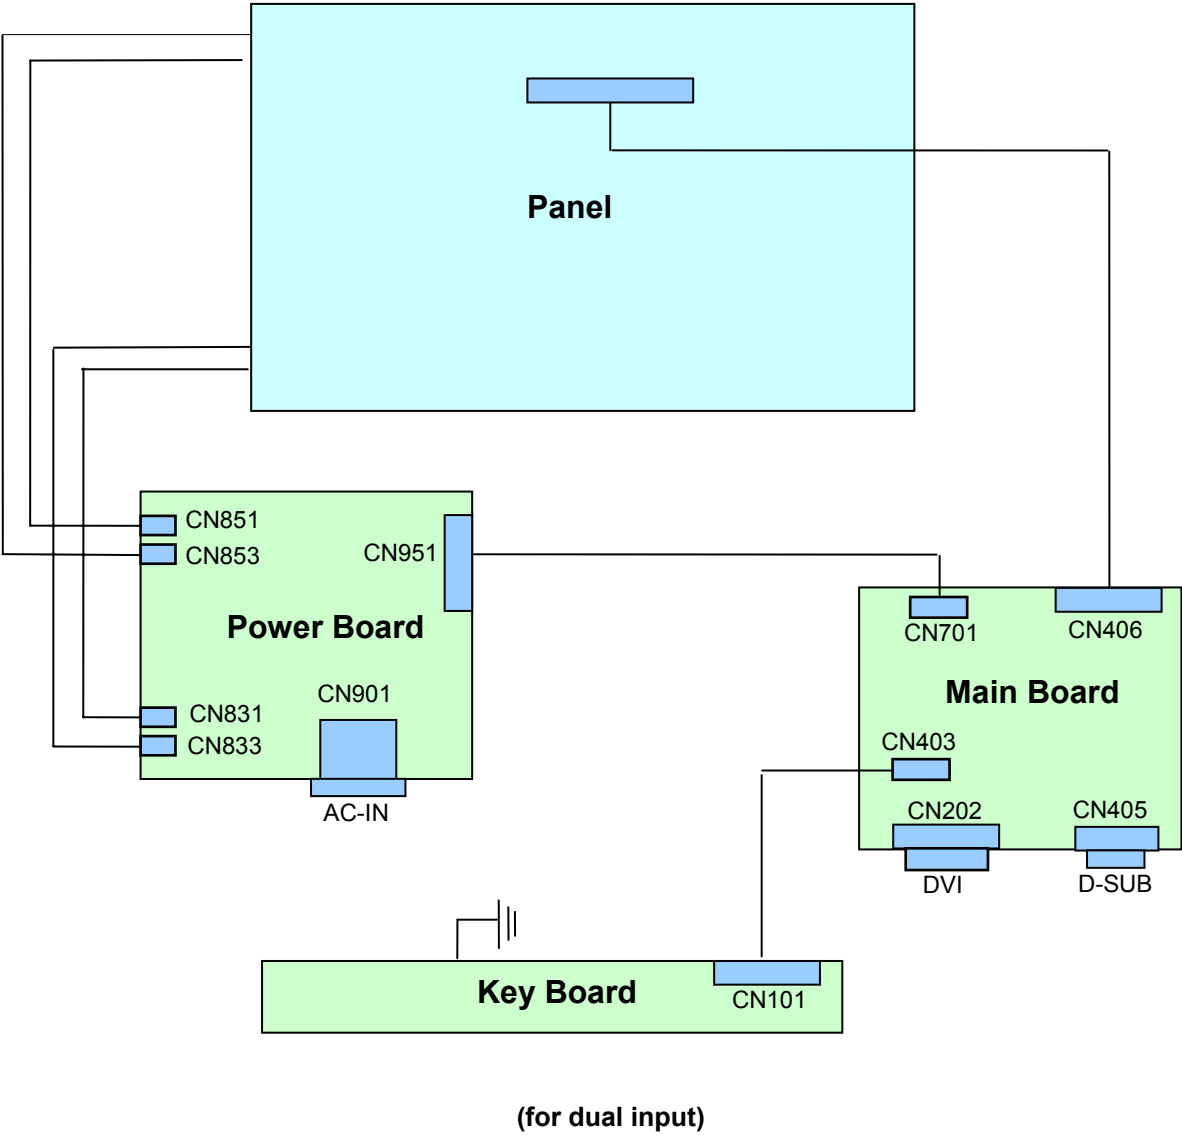 Panel
CN851
CN853
CN951
Power Board
CN701
CN406
Main Board
CN901
CN831
CN833
CN403
AC-IN
CN202
CN405
DVI
D-SUB
Key Board
CN101
(for dual input)